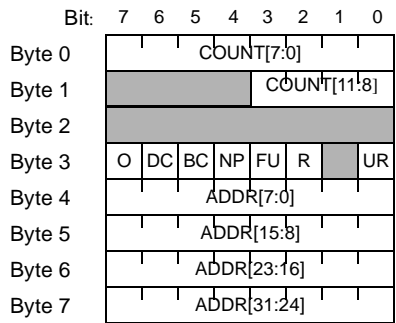 Bit: 7 6 5 4 3 2 1 0
Byte 0 COUNT[7:0]
Byte 1 COUNT[11:8]
Byte 2
Byte 3 O DC BC NP FU R UR
Byte 4 ADDR[7:0]
Byte 5 ADDR[15:8]
Byte 6 ADDR[23:16]
Byte 7 ADDR[31:24]